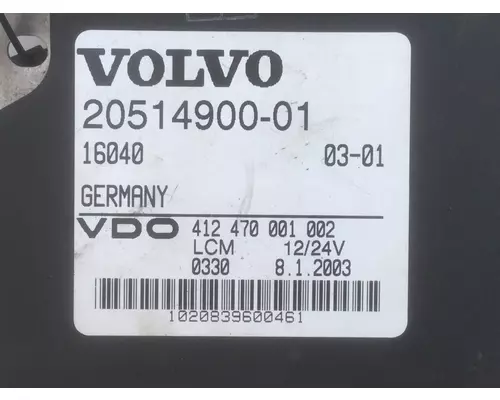 VOLVO
20514900-01
16040 03-01
GERMANY
VDO 412 470 001 002
LCM 12/24V
0330 8.1.2003
1020839600461